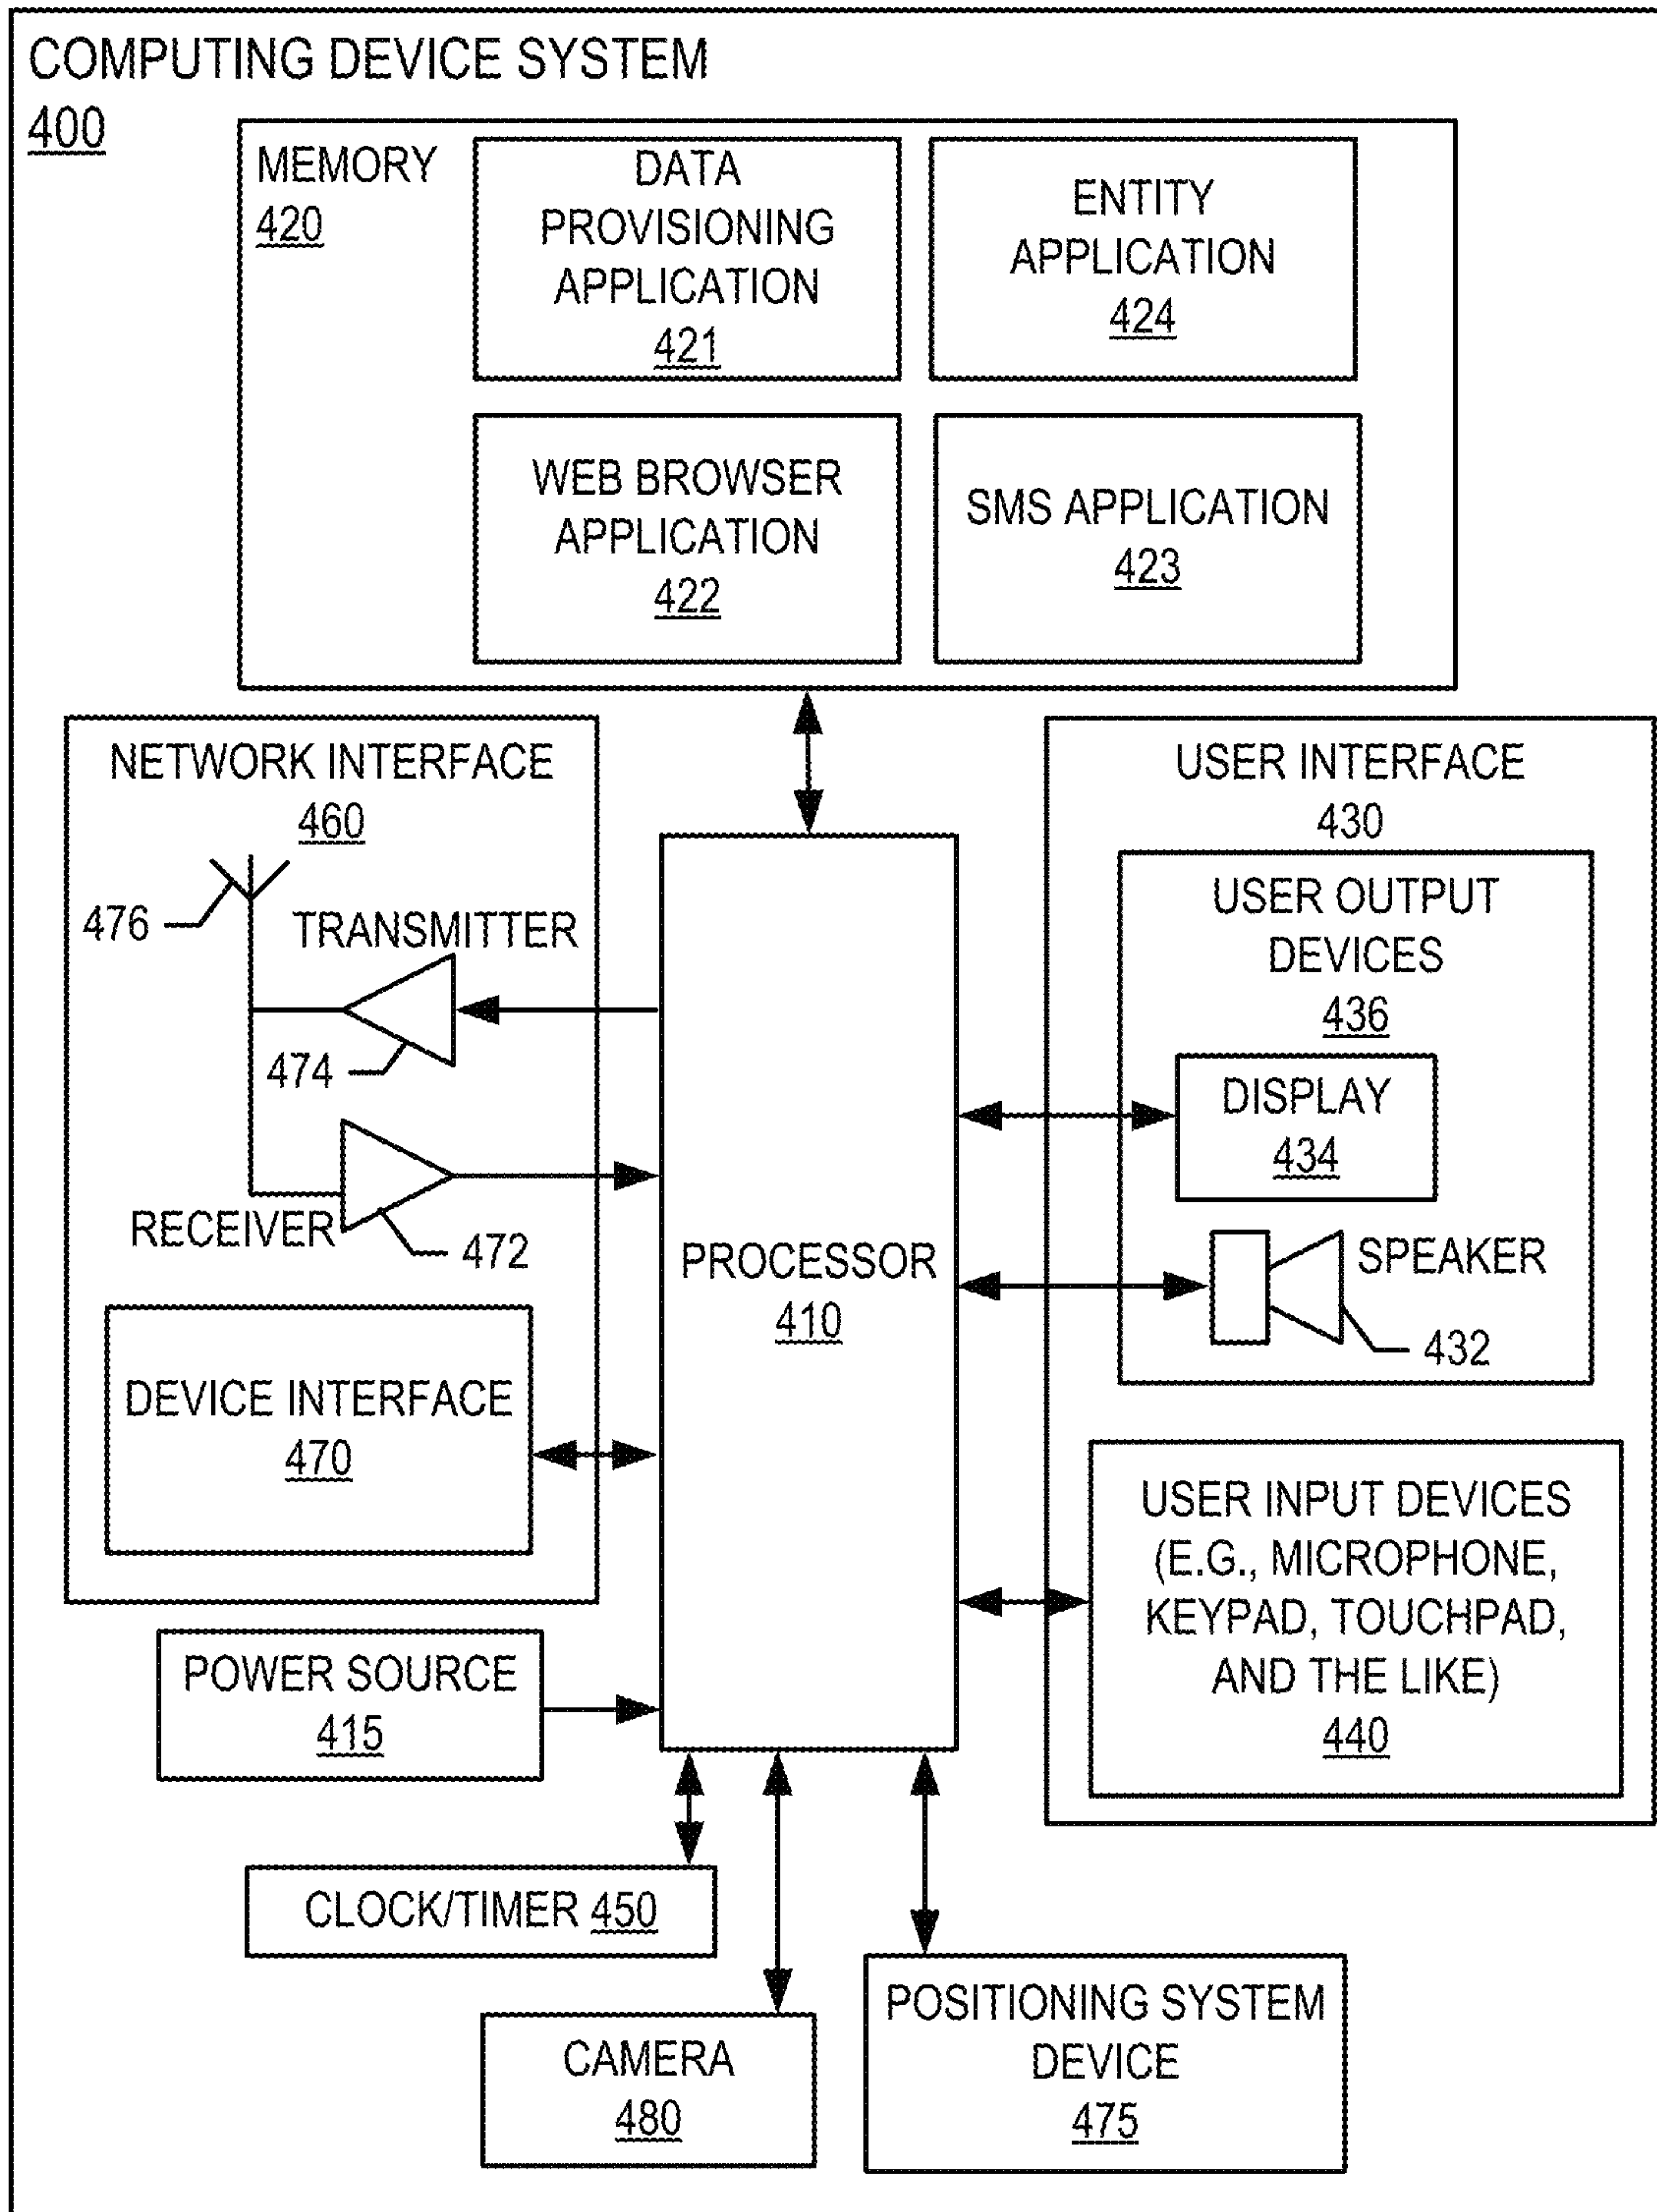 COMPUTING DEVICE SYSTEM
400
MEMORY
420
DATA
PROVISIONING
APPLICATION
421
ENTITY
APPLICATION
424
WEB BROWSER
APPLICATION
422
SMS APPLICATION
423
NETWORK INTERFACE
460
476
TRANSMITTER
474
RECEIVER
472
DEVICE INTERFACE
470
PROCESSOR
410
USER INTERFACE
430
USER OUTPUT
DEVICES
436
DISPLAY
434
SPEAKER
432
USER INPUT DEVICES
(E.G., MICROPHONE,
KEYPAD, TOUCHPAD,
AND THE LIKE)
440
POWER SOURCE
415
CLOCK/TIMER 450
CAMERA
480
POSITIONING SYSTEM
DEVICE
475